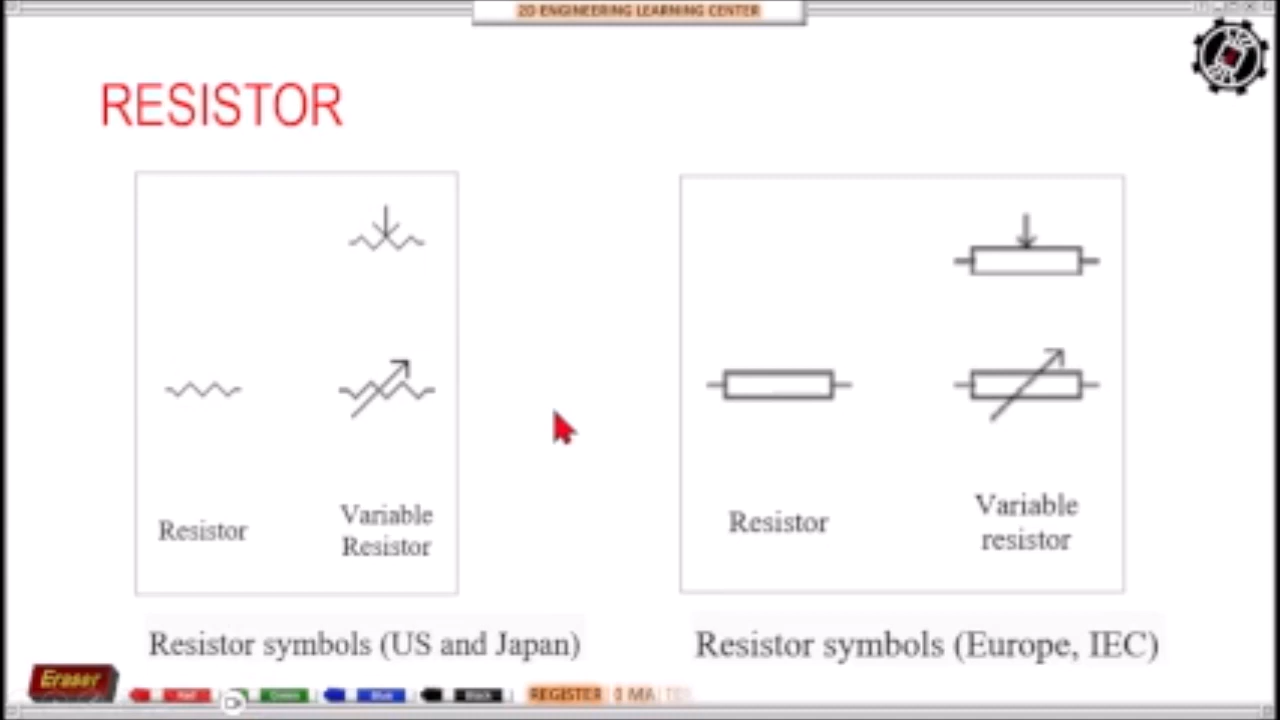 2D ENGINEERING LEARNING CENTER
RESISTOR
Resistor
Variable
Resistor
Resistor
Variable
resistor
Resistor symbols (US and Japan)
Resistor symbols (Europe, IEC)
Eraser
Red
Green
Blue
Black
REGISTER